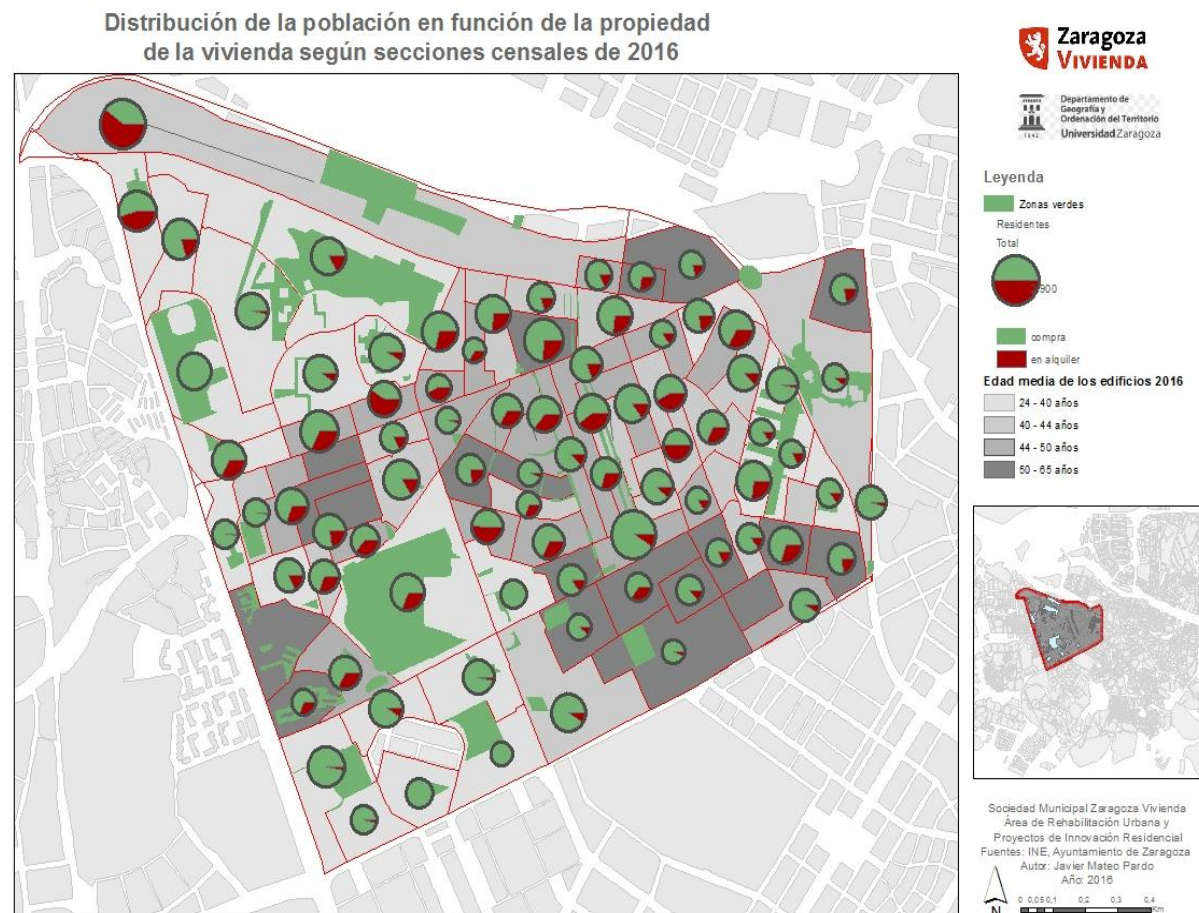 Distribución de la población en función de la propiedad
de la vivienda según secciones censales de 2016
Zaragoza
VIVIENDA
Departamento de
Geografía y
Ordenación del Territorio
Universidad Zaragoza
1542
Leyenda
Zonas verdes
Residentes
Total
900
compra
en alquiler
Edad media de los edificios 2016
24 - 40 años
40 - 44 años
44 - 50 años
50 - 65 años
Sociedad Municipal Zaragoza Vivienda
Área de Rehabilitación Urbana y
Proyectos de Innovación Residencial
Fuentes: INE, Ayuntamiento de Zaragoza
Autor: Javier Mateo Pardo
Año: 2016
N
0 0,05 0,1 0,2 0,3 0,4
Km